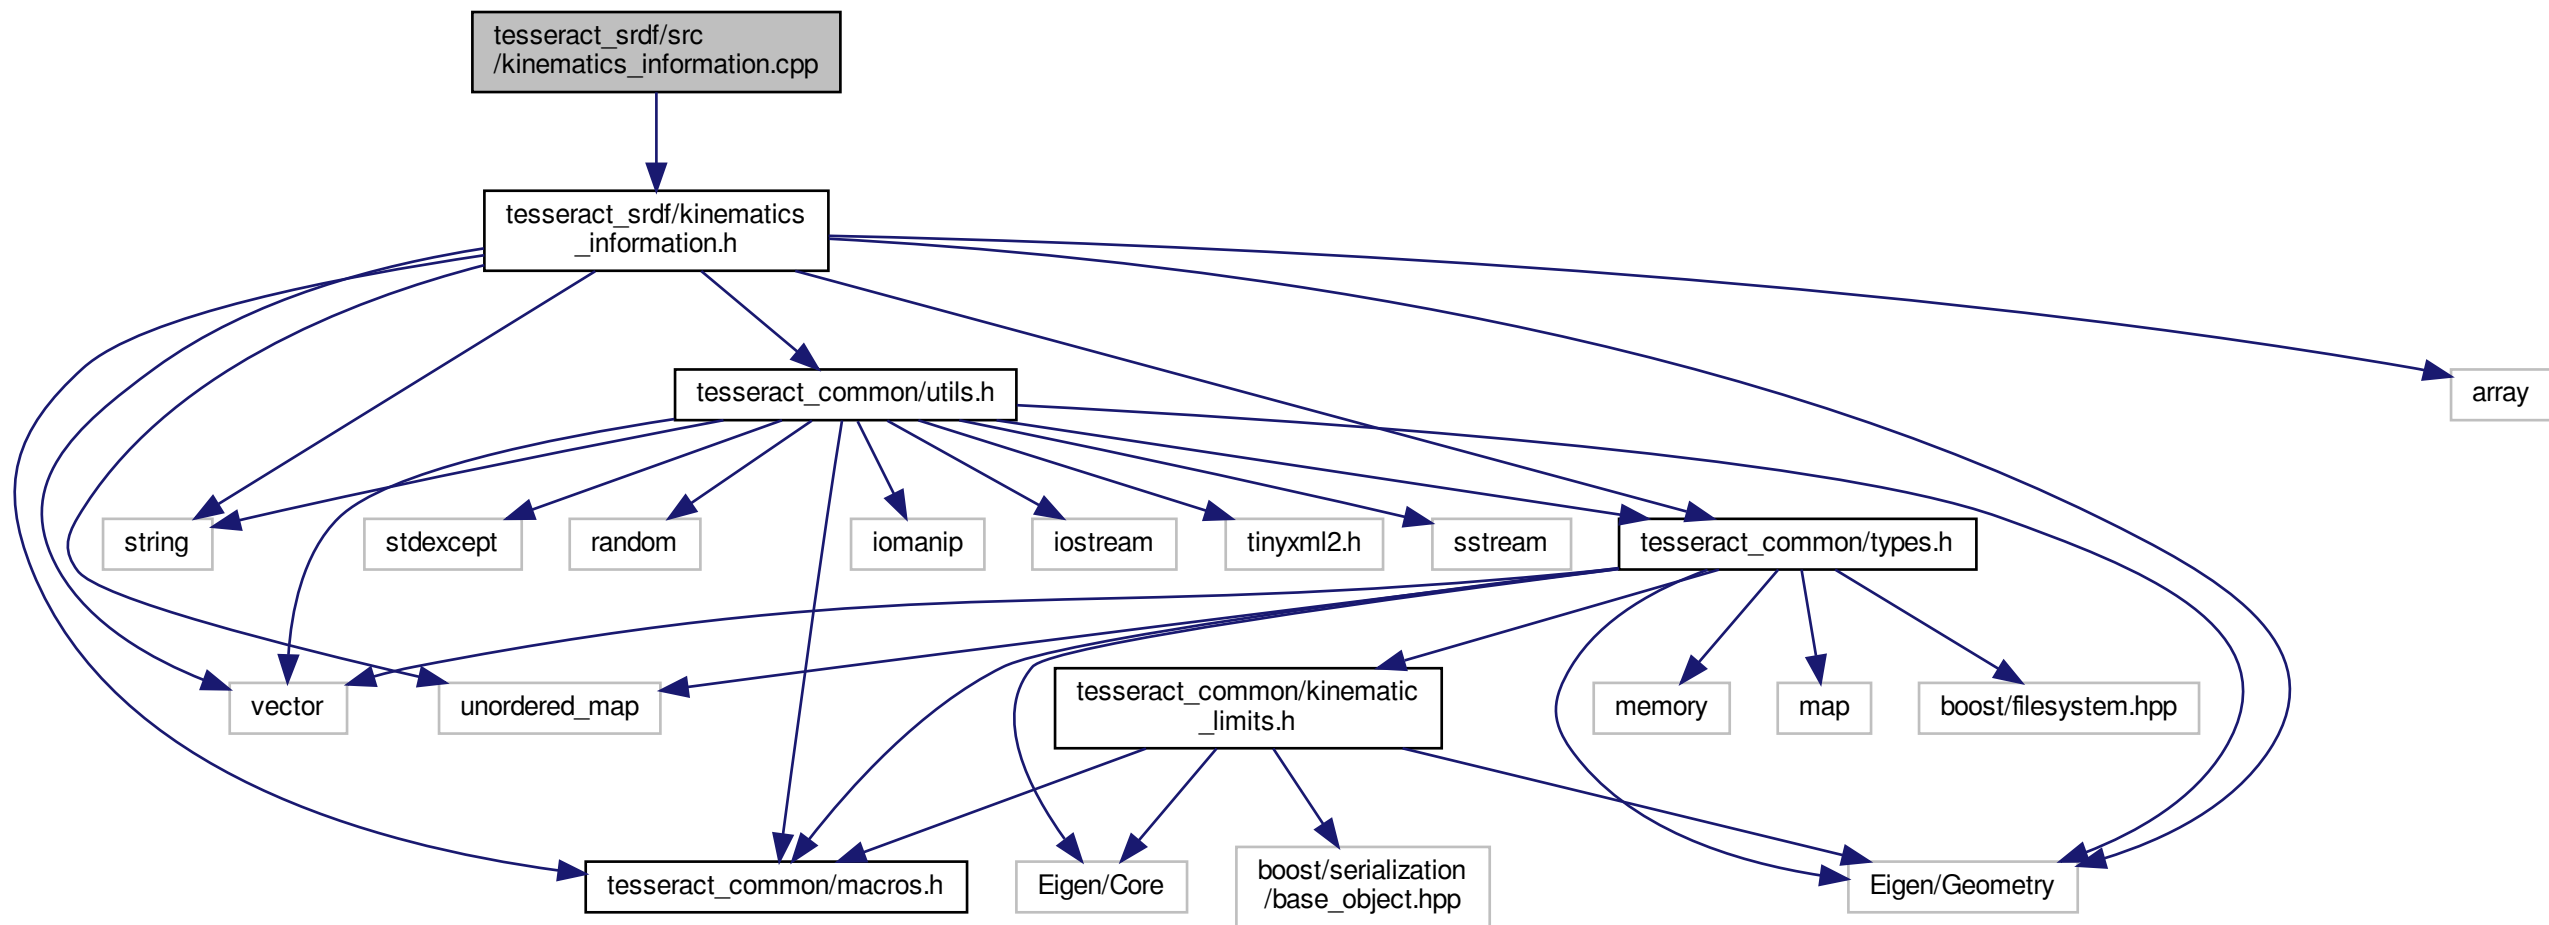 tesseract_srdf/src
/kinematics_information.cpp
tesseract_srdf/kinematics
_information.h
tesseract_common/utils.h
array
string
stdexcept
random
iomanip
iostream
tinyxml2.h
sstream
tesseract_common/types.h
vector
unordered_map
tesseract_common/kinematic
_limits.h
memory
map
boost/filesystem.hpp
tesseract_common/macros.h
Eigen/Core
boost/serialization
/base_object.hpp
Eigen/Geometry